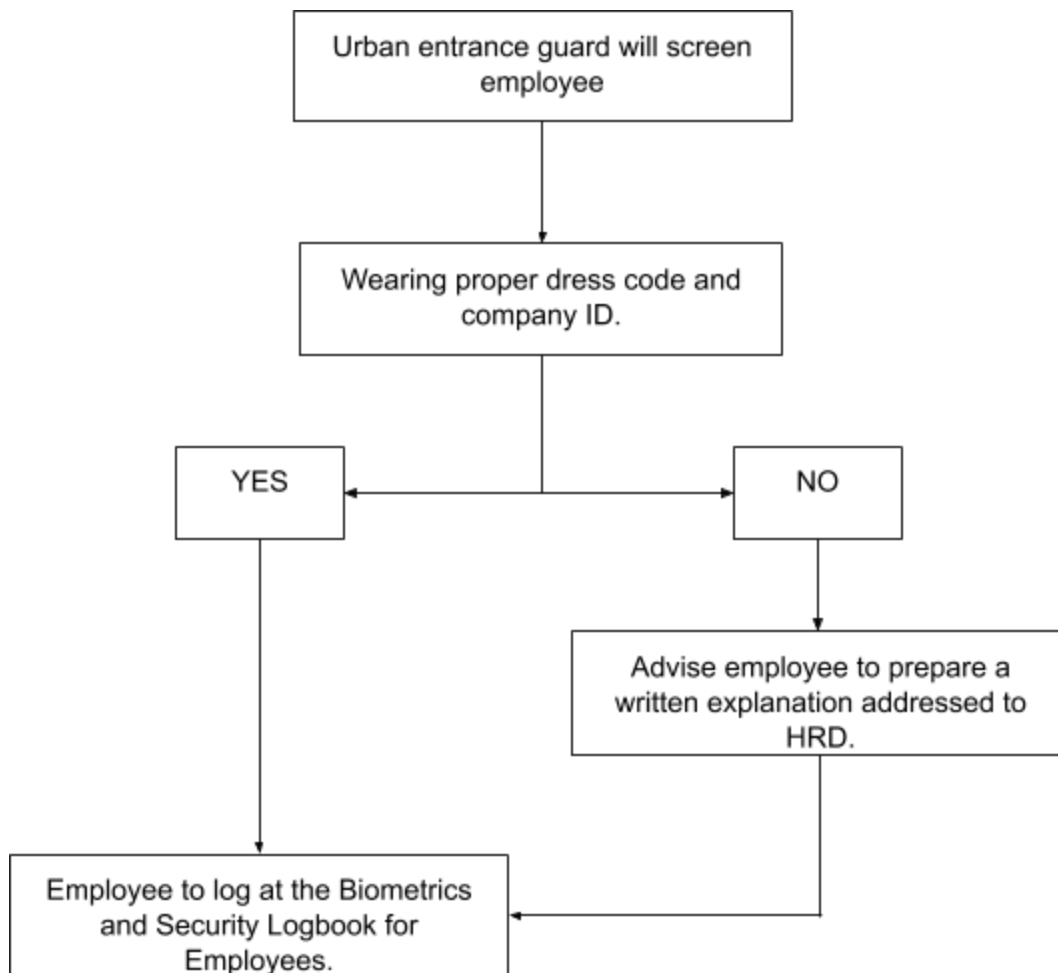 Urban entrance guard will screen
employee
Wearing proper dress code and
company ID.
YES
NO
Advise employee to prepare a
written explanation addressed to
HRD.
Employee to log at the Biometrics
and Security Logbook for
Employees.